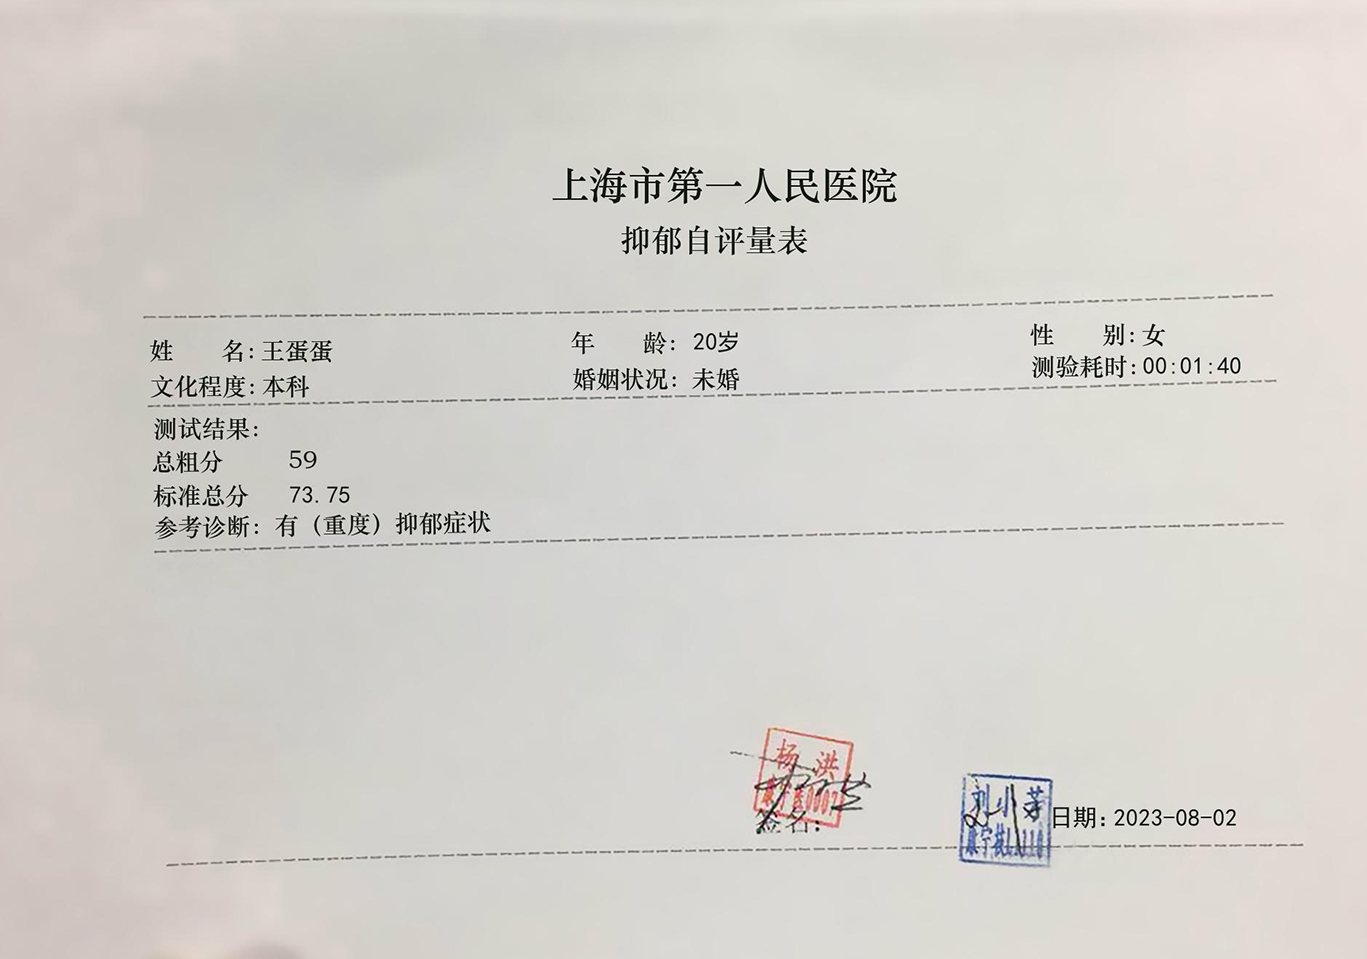 上海市第一人民医院
抑郁自评量表
姓 名: 王蛋蛋 年 龄: 20岁 性 别: 女
文化程度: 本科 婚姻状况: 未婚 测验耗时: 00:01:40
测试结果:
总粗分 59
标准总分 73.75
参考诊断: 有（重度）抑郁症状
杨 洪
签名:
刘小芳
日期: 2023-08-02